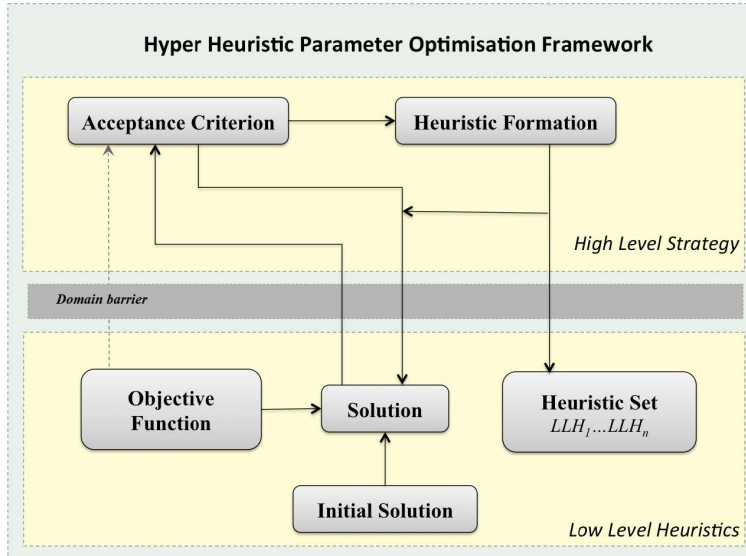 Hyper Heuristic Parameter Optimisation Framework
Acceptance Criterion
Heuristic Formation
High Level Strategy
Domain barrier
Objective
Function
Solution
Heuristic Set
LLH₁...LLHₙ
Initial Solution
Low Level Heuristics